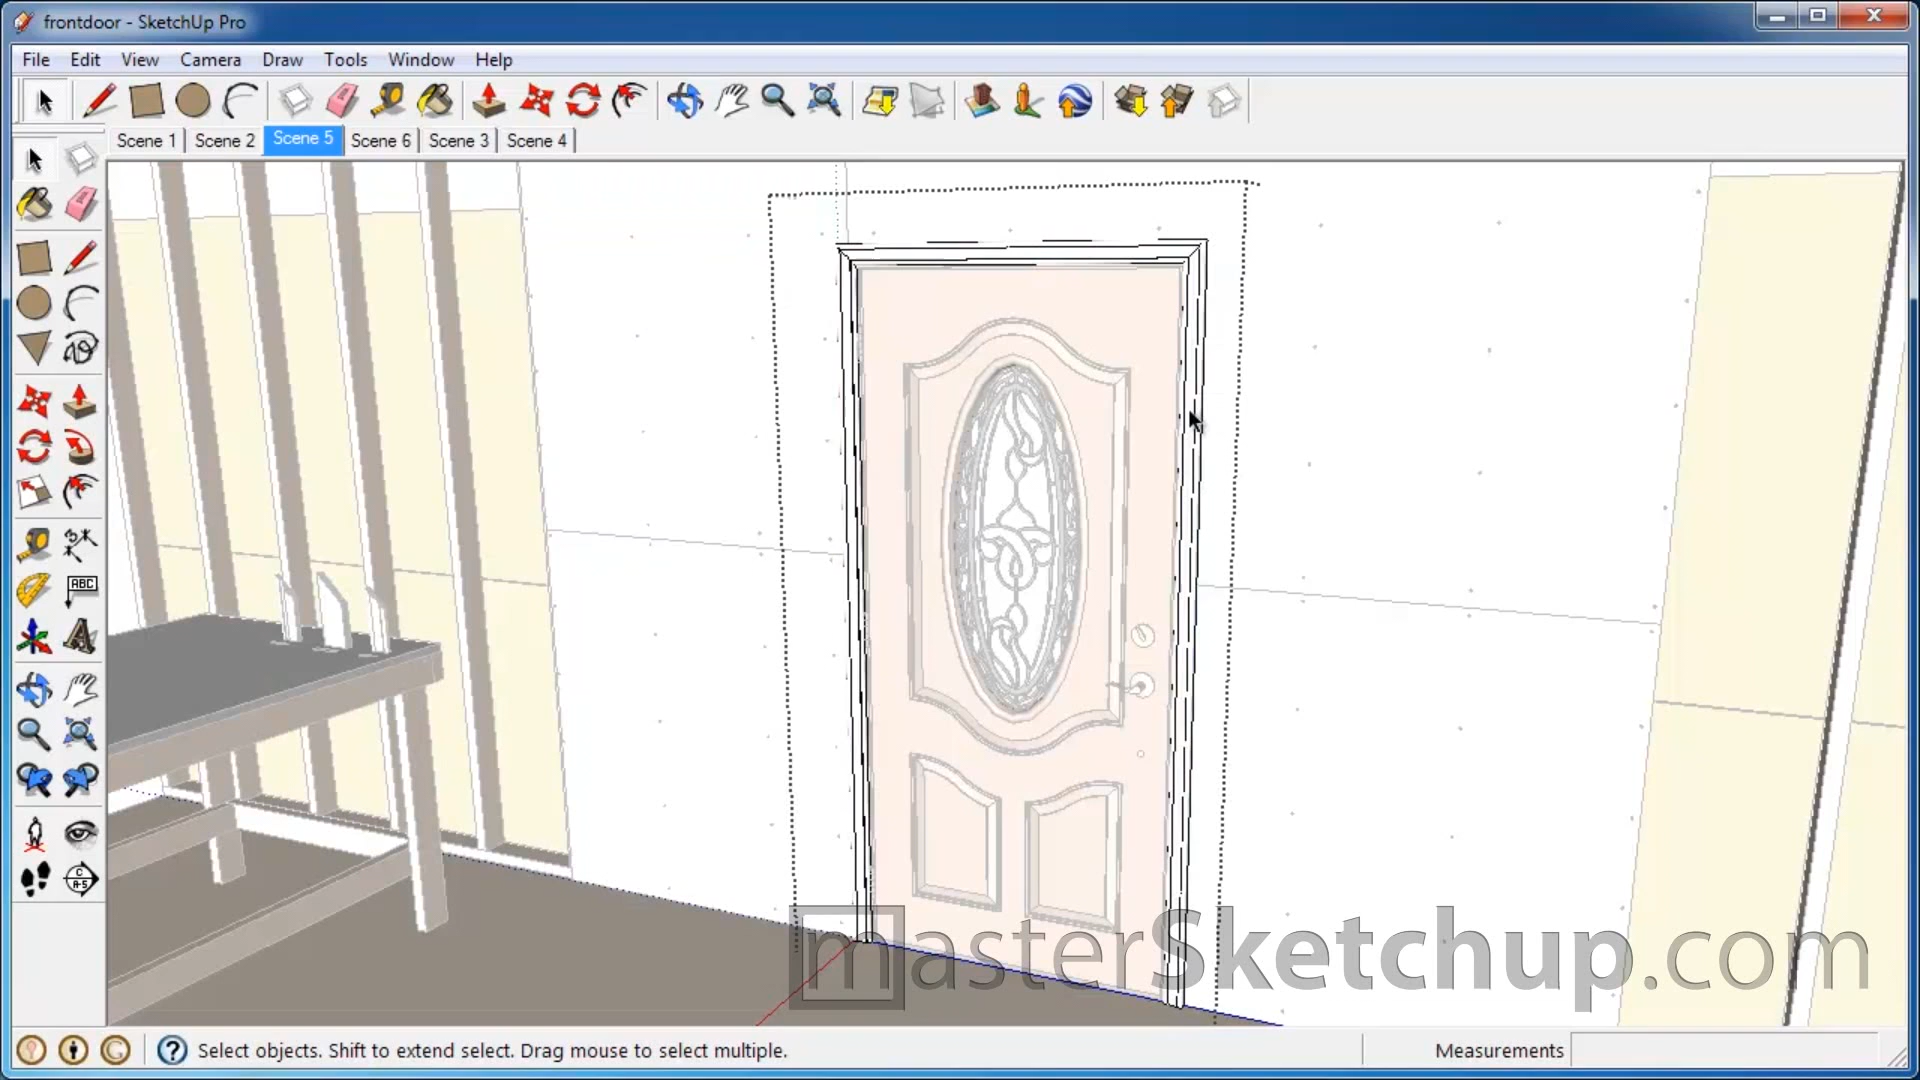 frontdoor - SketchUp Pro
File Edit View Camera Draw Tools Window Help
Scene 1 Scene 2 Scene 5 Scene 6 Scene 3 Scene 4
ABC
C
A-5
masterSketchup.com
Select objects. Shift to extend select. Drag mouse to select multiple.
Measurements